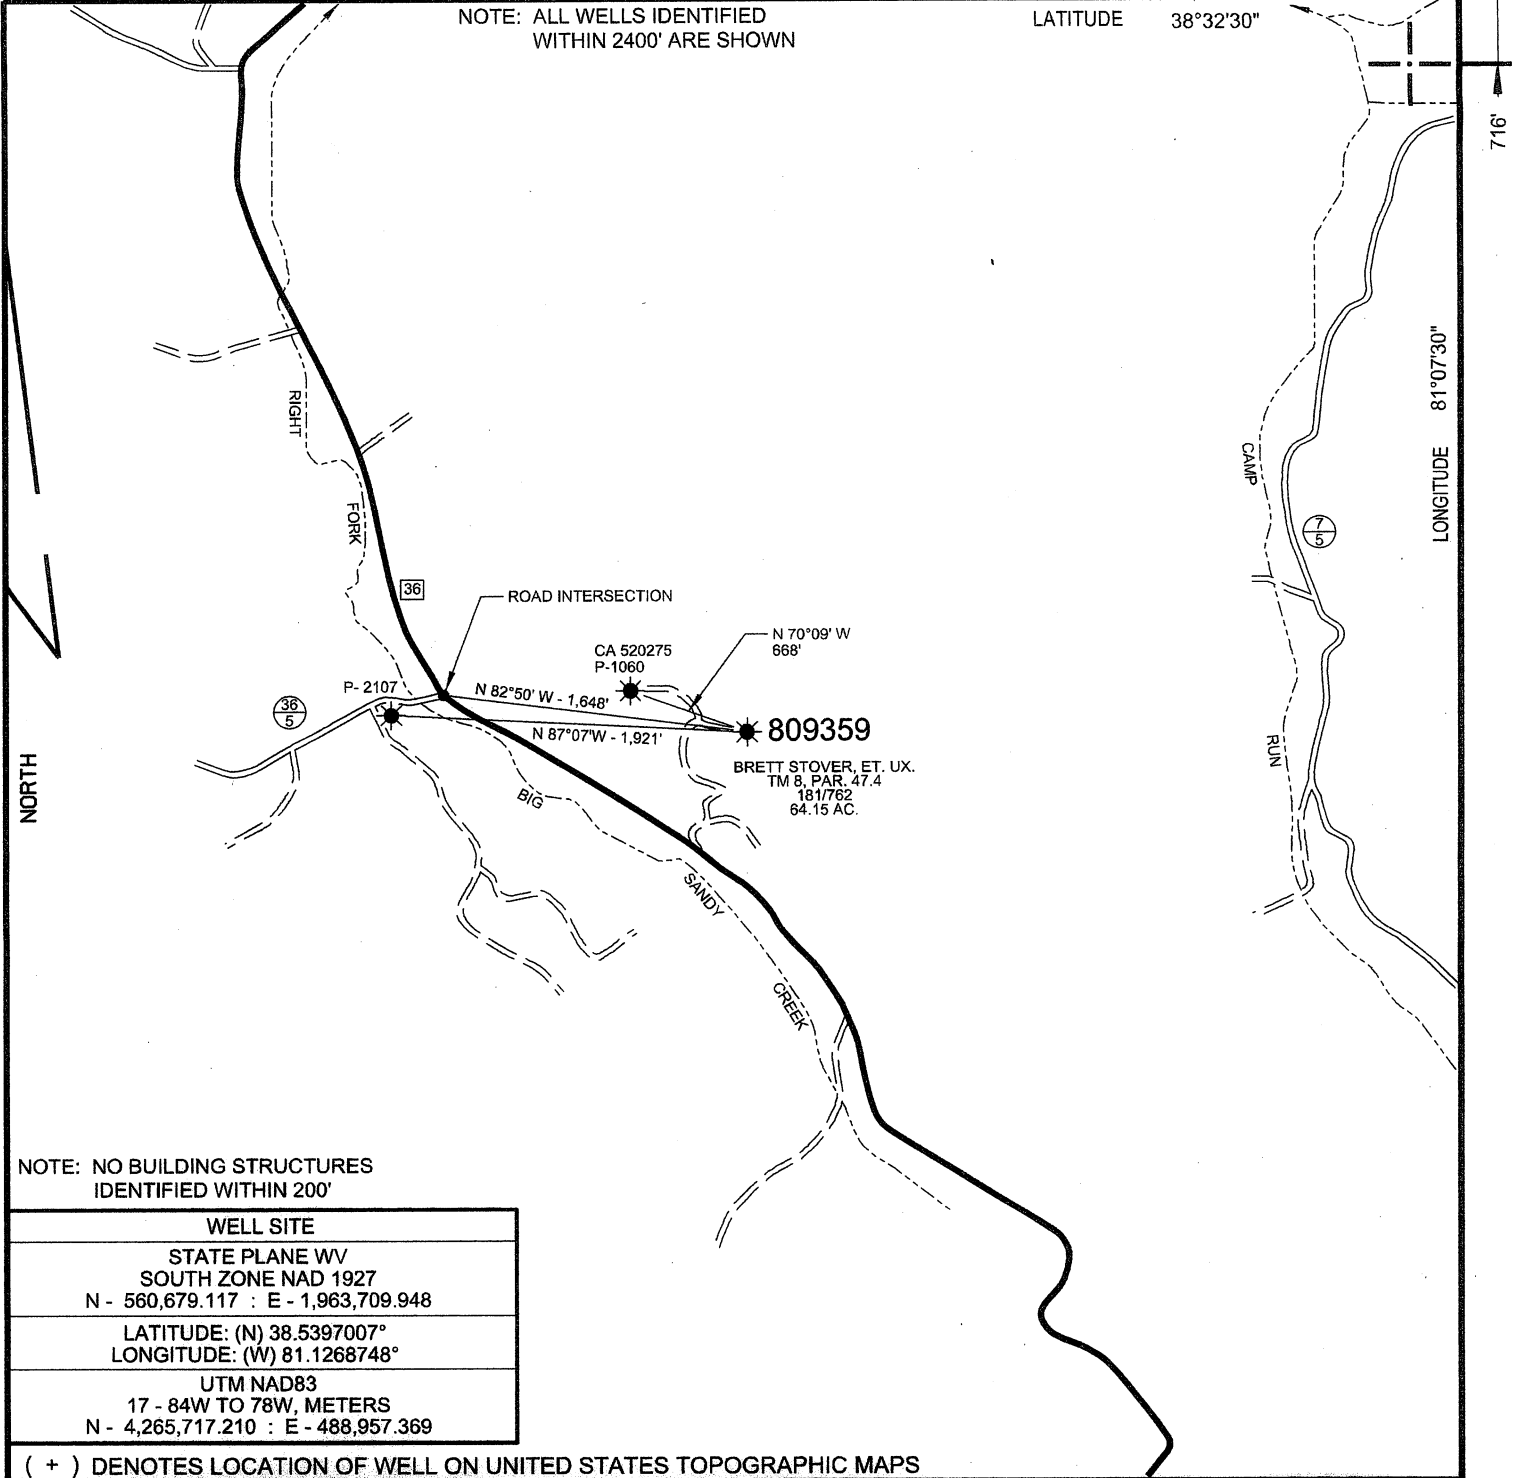 NOTE: ALL WELLS IDENTIFIED
WITHIN 2400' ARE SHOWN
LATITUDE 38°32'30"
716'
LONGITUDE 81°07'30"
RIGHT
FORK
CAMP
7
5
36
ROAD INTERSECTION
N 70°09' W
668'
CA 520275
P-1060
P- 2107
N 82°50' W - 1,648'
36
5
809359
N 87°07'W - 1,921'
RUN
BRETT STOVER, ET. UX.
TM 8, PAR. 47.4
181/762
64.15 AC.
NORTH
BIG
SANDY
CREEK
NOTE: NO BUILDING STRUCTURES
IDENTIFIED WITHIN 200'
WELL SITE
STATE PLANE WV
SOUTH ZONE NAD 1927
N - 560,679.117 : E - 1,963,709.948
LATITUDE: (N) 38.5397007°
LONGITUDE: (W) 81.1268748°
UTM NAD83
17 - 84W TO 78W, METERS
N - 4,265,717.210 : E - 488,957.369
( + ) DENOTES LOCATION OF WELL ON UNITED STATES TOPOGRAPHIC MAPS